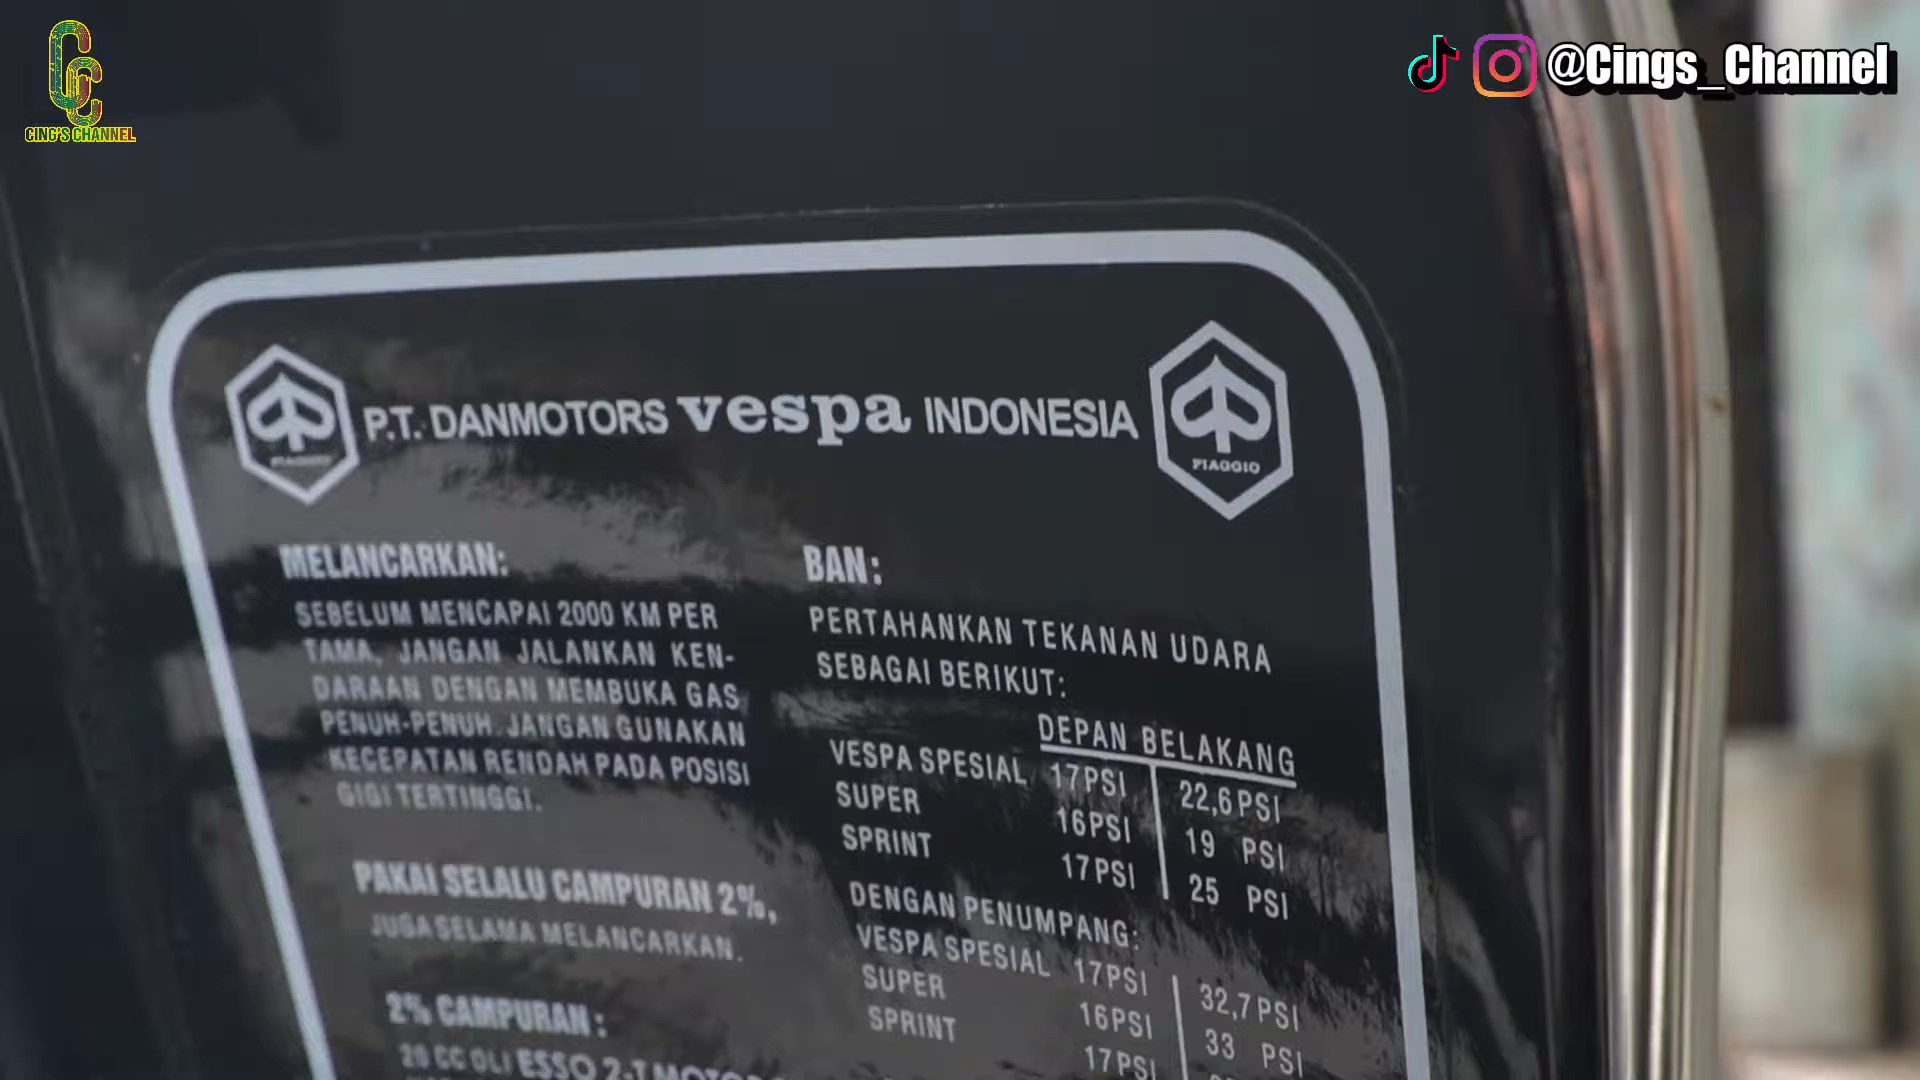 CING'S CHANNEL
@Cings_Channel
P.T. DANMOTORS vespa INDONESIA
PIAGGIO
PIAGGIO
MELANCARKAN:
SEBELUM MENCAPAI 2000 KM PER
TAMA, JANGAN JALANKAN KEN-
DARAAN DENGAN MEMBUKA GAS
PENUH-PENUH. JANGAN GUNAKAN
KECEPATAN RENDAH PADA POSISI
GIGI TERTINGGI.
PAKAI SELALU CAMPURAN 2%,
JUGA SELAMA MELANCARKAN.
2% CAMPURAN :
20 CC OLI ESSO 2-T MOTOR
BAN :
PERTAHANKAN TEKANAN UDARA
SEBAGAI BERIKUT:
DEPAN BELAKANG
VESPA SPESIAL 17PSI 22,6PSI
SUPER 16PSI 19 PSI
SPRINT 17PSI 25 PSI
DENGAN PENUMPANG:
VESPA SPESIAL 17PSI 32,7PSI
SUPER 16PSI 33 PSI
SPRINT 17PSI